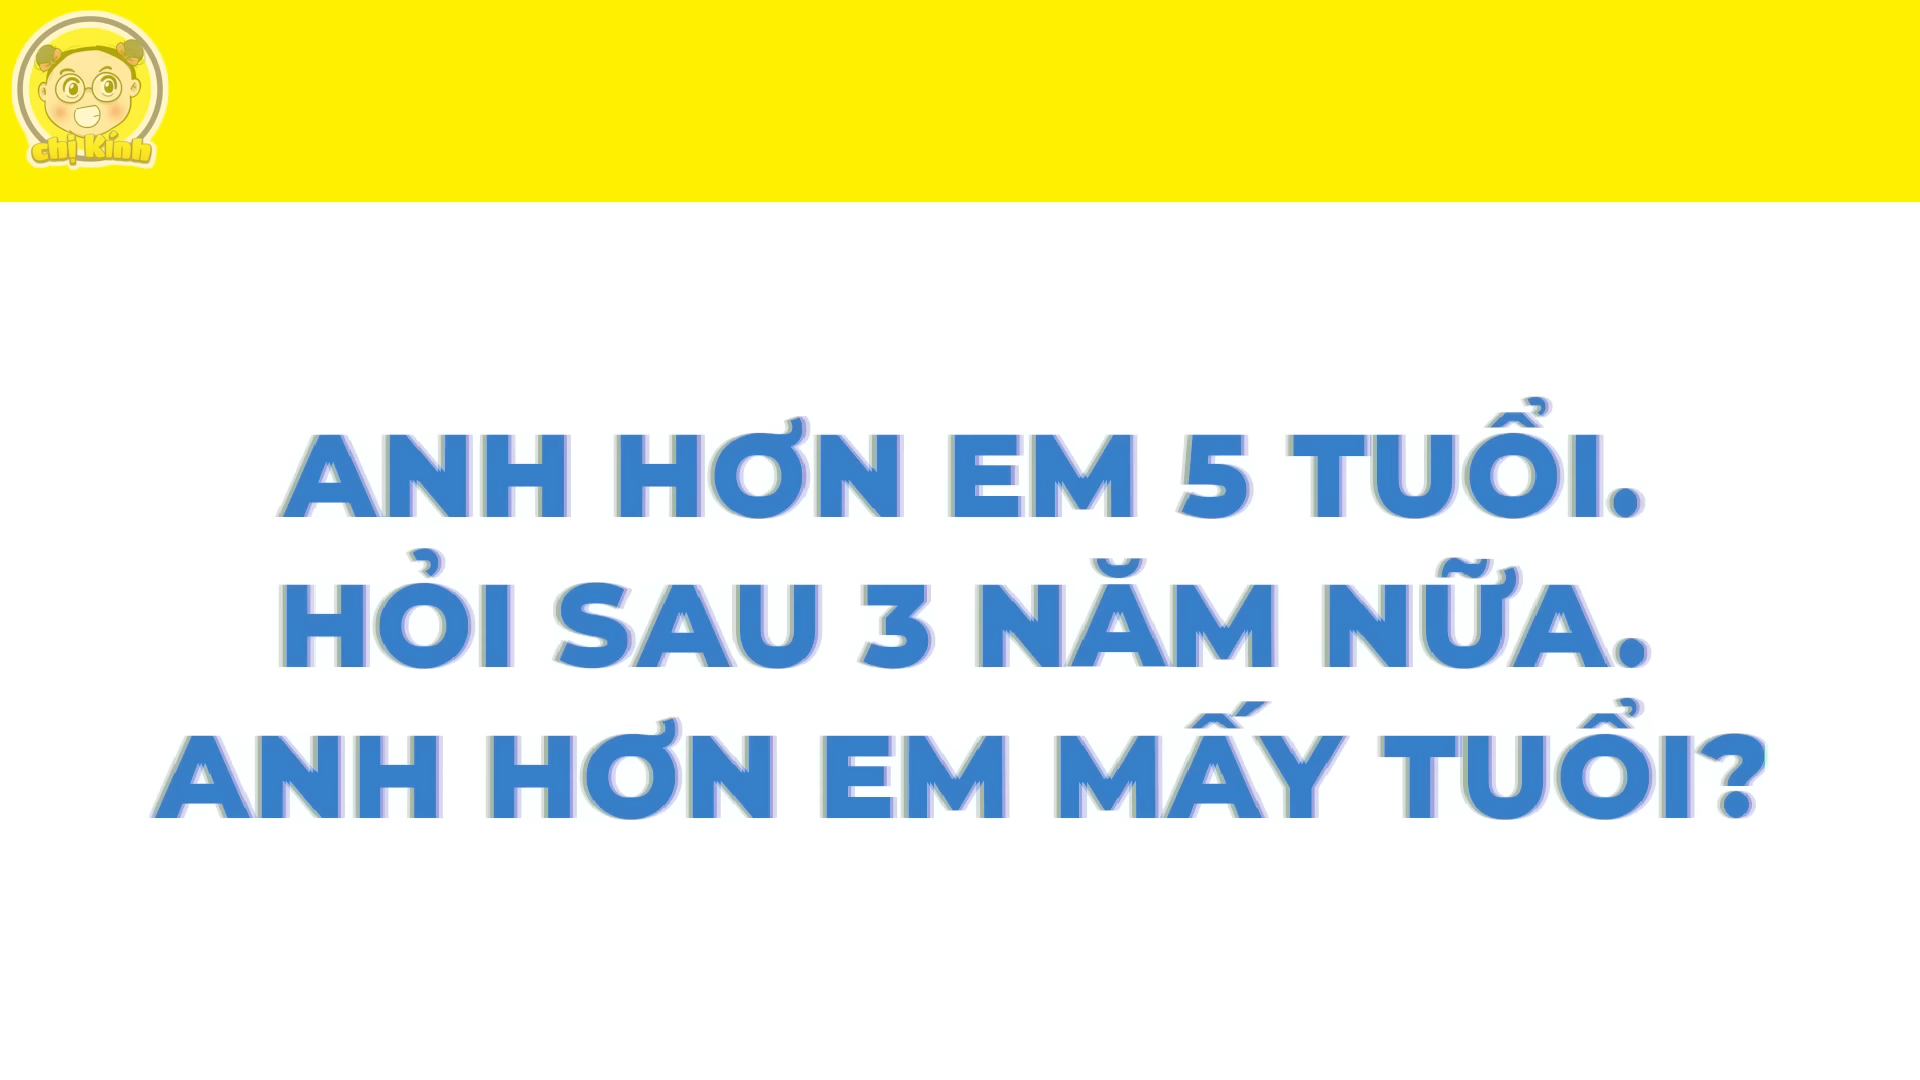 chị Kính
ANH HƠN EM 5 TUỔI.
HỎI SAU 3 NĂM NỮA.
ANH HƠN EM MẤY TUỔI?